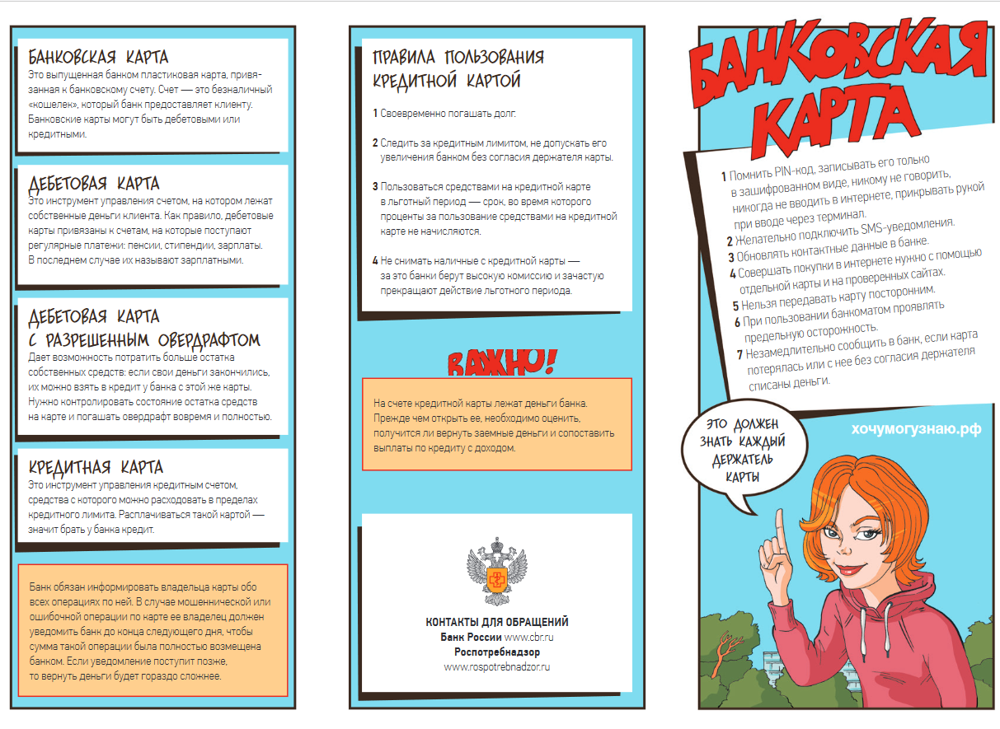 БАНКОВСКАЯ КАРТА
Это выпущенная банком пластиковая карта, привя-
занная к банковскому счету. Счет — это безналичный
«кошелек», который банк предоставляет клиенту.
Банковские карты могут быть дебетовыми или
кредитными.
ДЕБЕТОВАЯ КАРТА
Это инструмент управления счетом, на котором лежат
собственные деньги клиента. Как правило, дебетовые
карты привязаны к счетам, на которые поступают
регулярные платежи: пенсии, стипендии, зарплаты.
В последнем случае их называют зарплатными.
ДЕБЕТОВАЯ КАРТА
С РАЗРЕШЕННЫМ ОВЕРДРАФТОМ
Дает возможность потратить больше остатка
собственных средств: если свои деньги закончились,
их можно взять в кредит у банка с этой же карты.
Нужно контролировать состояние остатка средств
на карте и погашать овердрафт вовремя и полностью.
КРЕДИТНАЯ КАРТА
Это инструмент управления кредитным счетом,
средства с которого можно расходовать в пределах
кредитного лимита. Расплачиваться такой картой —
значит брать у банка кредит.
Банк обязан информировать владельца карты обо
всех операциях по ней. В случае мошеннической или
ошибочной операции по карте ее владелец должен
уведомить банк до конца следующего дня, чтобы
сумма такой операции была полностью возмещена
банком. Если уведомление поступит позже,
то вернуть деньги будет гораздо сложнее.
ПРАВИЛА ПОЛЬЗОВАНИЯ
КРЕДИТНОЙ КАРТОЙ
1 Своевременно погашать долг.
2 Следить за кредитным лимитом, не допускать его
увеличения банком без согласия держателя карты.
3 Пользоваться средствами на кредитной карте
в льготный период — срок, во время которого
проценты за пользование средствами на кредитной
карте не начисляются.
4 Не снимать наличные с кредитной карты —
за это банки берут высокую комиссию и зачастую
прекращают действие льготного периода.
ВАЖНО!
На счете кредитной карты лежат деньги банка.
Прежде чем открыть ее, необходимо оценить,
получится ли вернуть заемные деньги и сопоставить
выплаты по кредиту с доходом.
КОНТАКТЫ ДЛЯ ОБРАЩЕНИЙ
Банк России www.cbr.ru
Роспотребнадзор
www.rospotrebnadzor.ru
БАНКОВСКАЯ
КАРТА
1 Помнить PIN-код, записывать его только
в зашифрованном виде, никому не говорить,
никогда не вводить в интернете, прикрывать рукой
при вводе через терминал.
2 Желательно подключить SMS-уведомления.
3 Обновлять контактные данные в банке.
4 Совершать покупки в интернете нужно с помощью
отдельной карты и на проверенных сайтах.
5 Нельзя передавать карту посторонним.
6 При пользовании банкоматом проявлять
предельную осторожность.
7 Незамедлительно сообщить в банк, если карта
потерялась или с нее без согласия держателя
списаны деньги.
хочумогузнаю.рф
ЭТО ДОЛЖЕН
ЗНАТЬ КАЖДЫЙ
ДЕРЖАТЕЛЬ
КАРТЫ